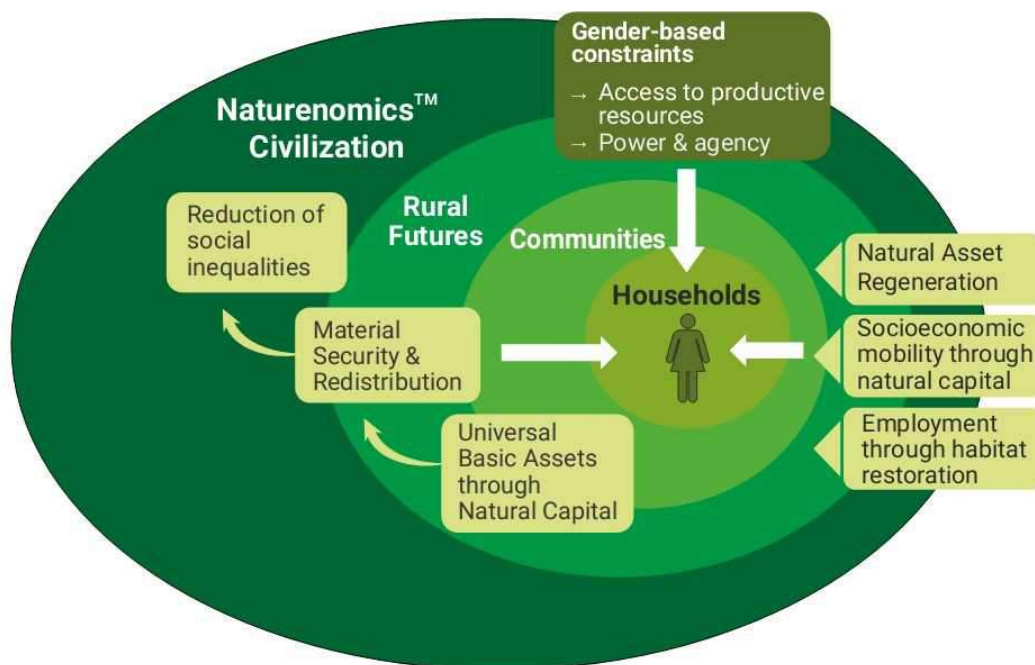 Gender-based
constraints
→ Access to productive
resources
→ Power & agency
Naturenomics™
Civilization
Reduction of
social
inequalities
Rural
Futures
Communities
Households
Natural Asset
Regeneration
Material
Security &
Redistribution
Socioeconomic
mobility through
natural capital
Universal
Basic Assets
through
Natural Capital
Employment
through habitat
restoration